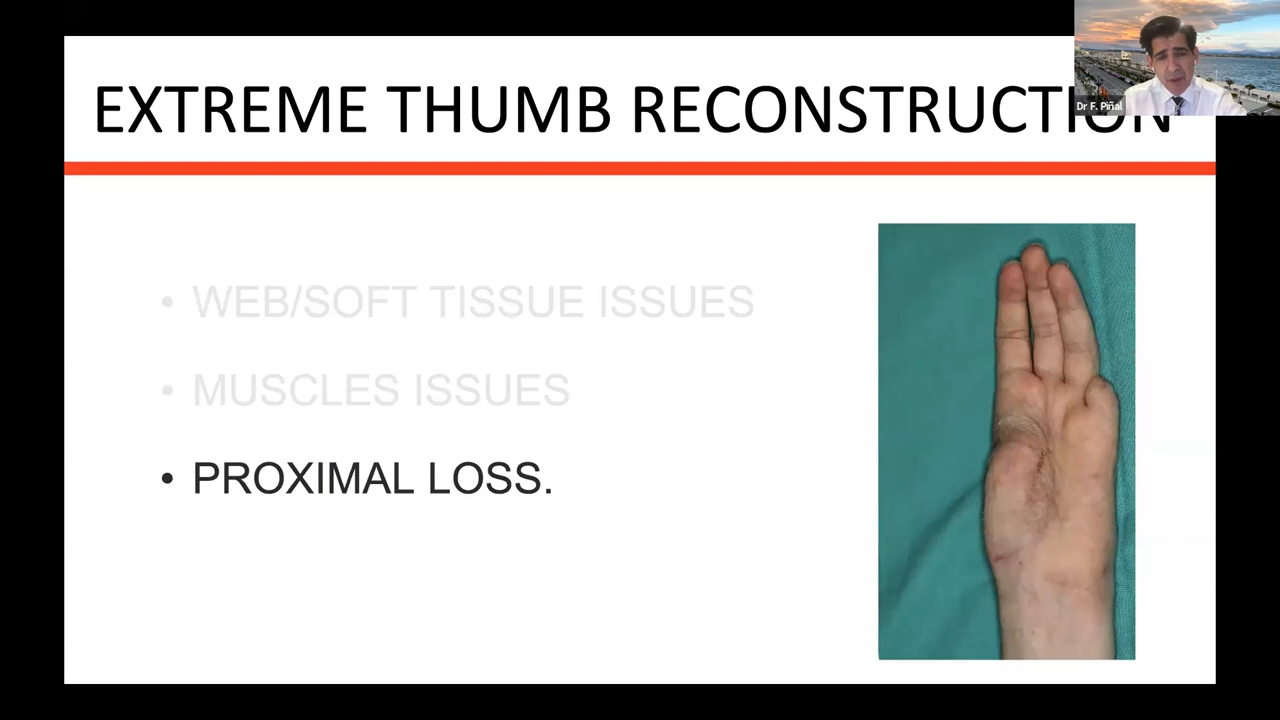 EXTREME THUMB RECONSTRUCTION
Dr F. Piñal
• WEB/SOFT TISSUE ISSUES
• MUSCLES ISSUES
• PROXIMAL LOSS.